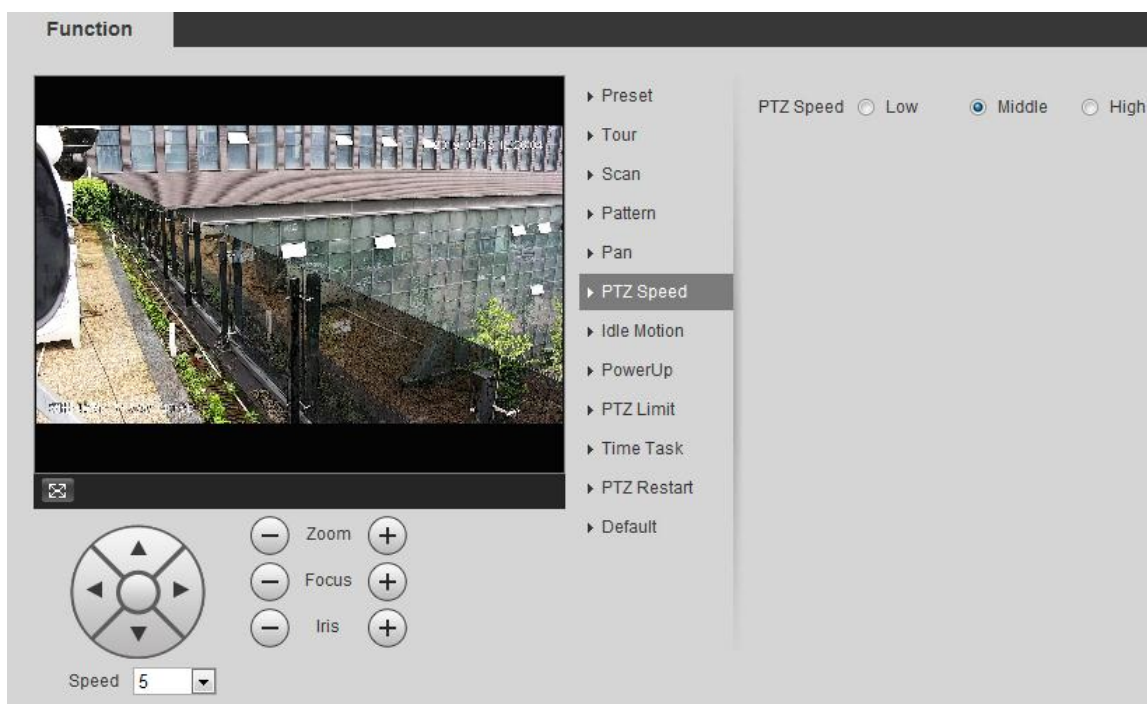 Function
Preset
PTZ Speed Low Middle High
Tour
Scan
Pattern
Pan
PTZ Speed
Idle Motion
PowerUp
PTZ Limit
Time Task
PTZ Restart
Default
Zoom
Focus
Iris
Speed 5